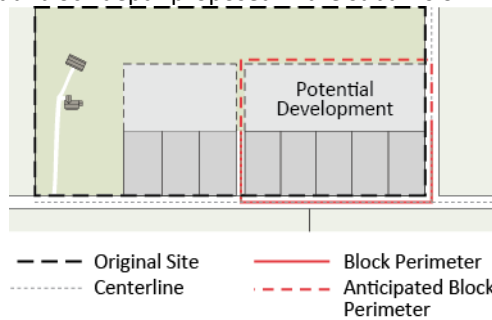 Potential
Development
Original Site
Block Perimeter
Centerline
Anticipated Block
Perimeter